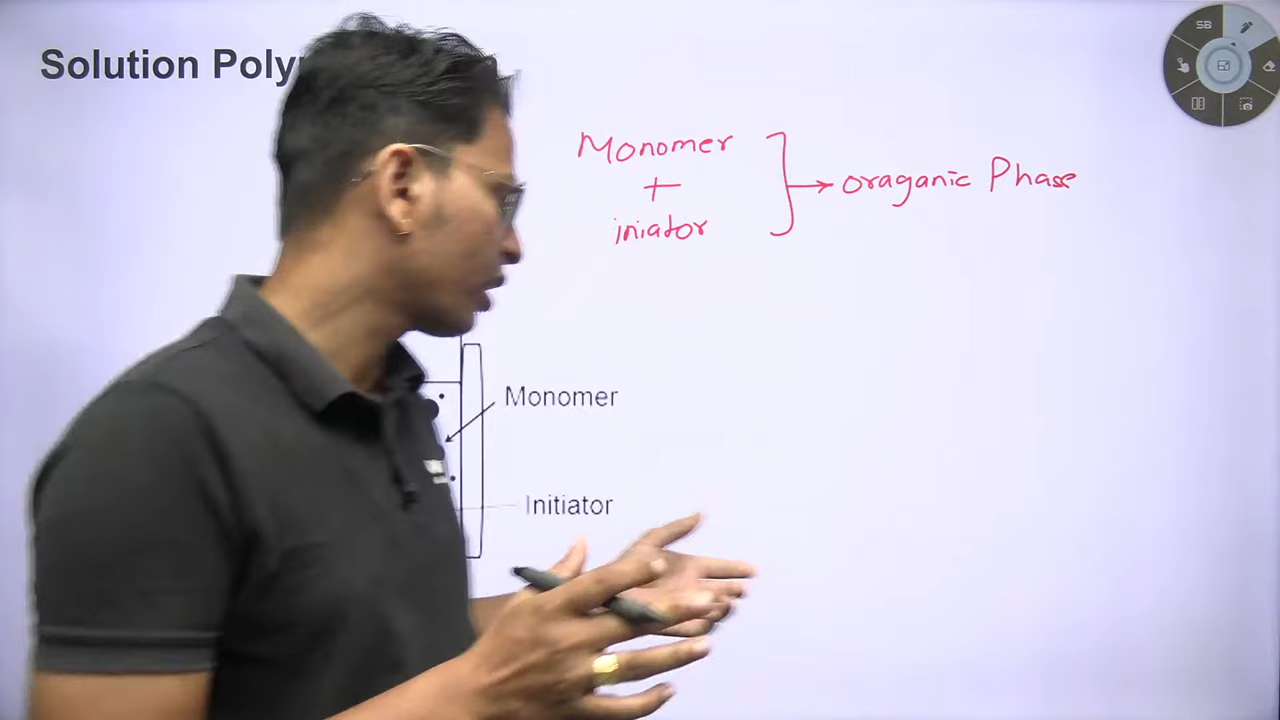 Solution Poly
Monomer
+
iniator
oraganic Phase
Monomer
Initiator
SB